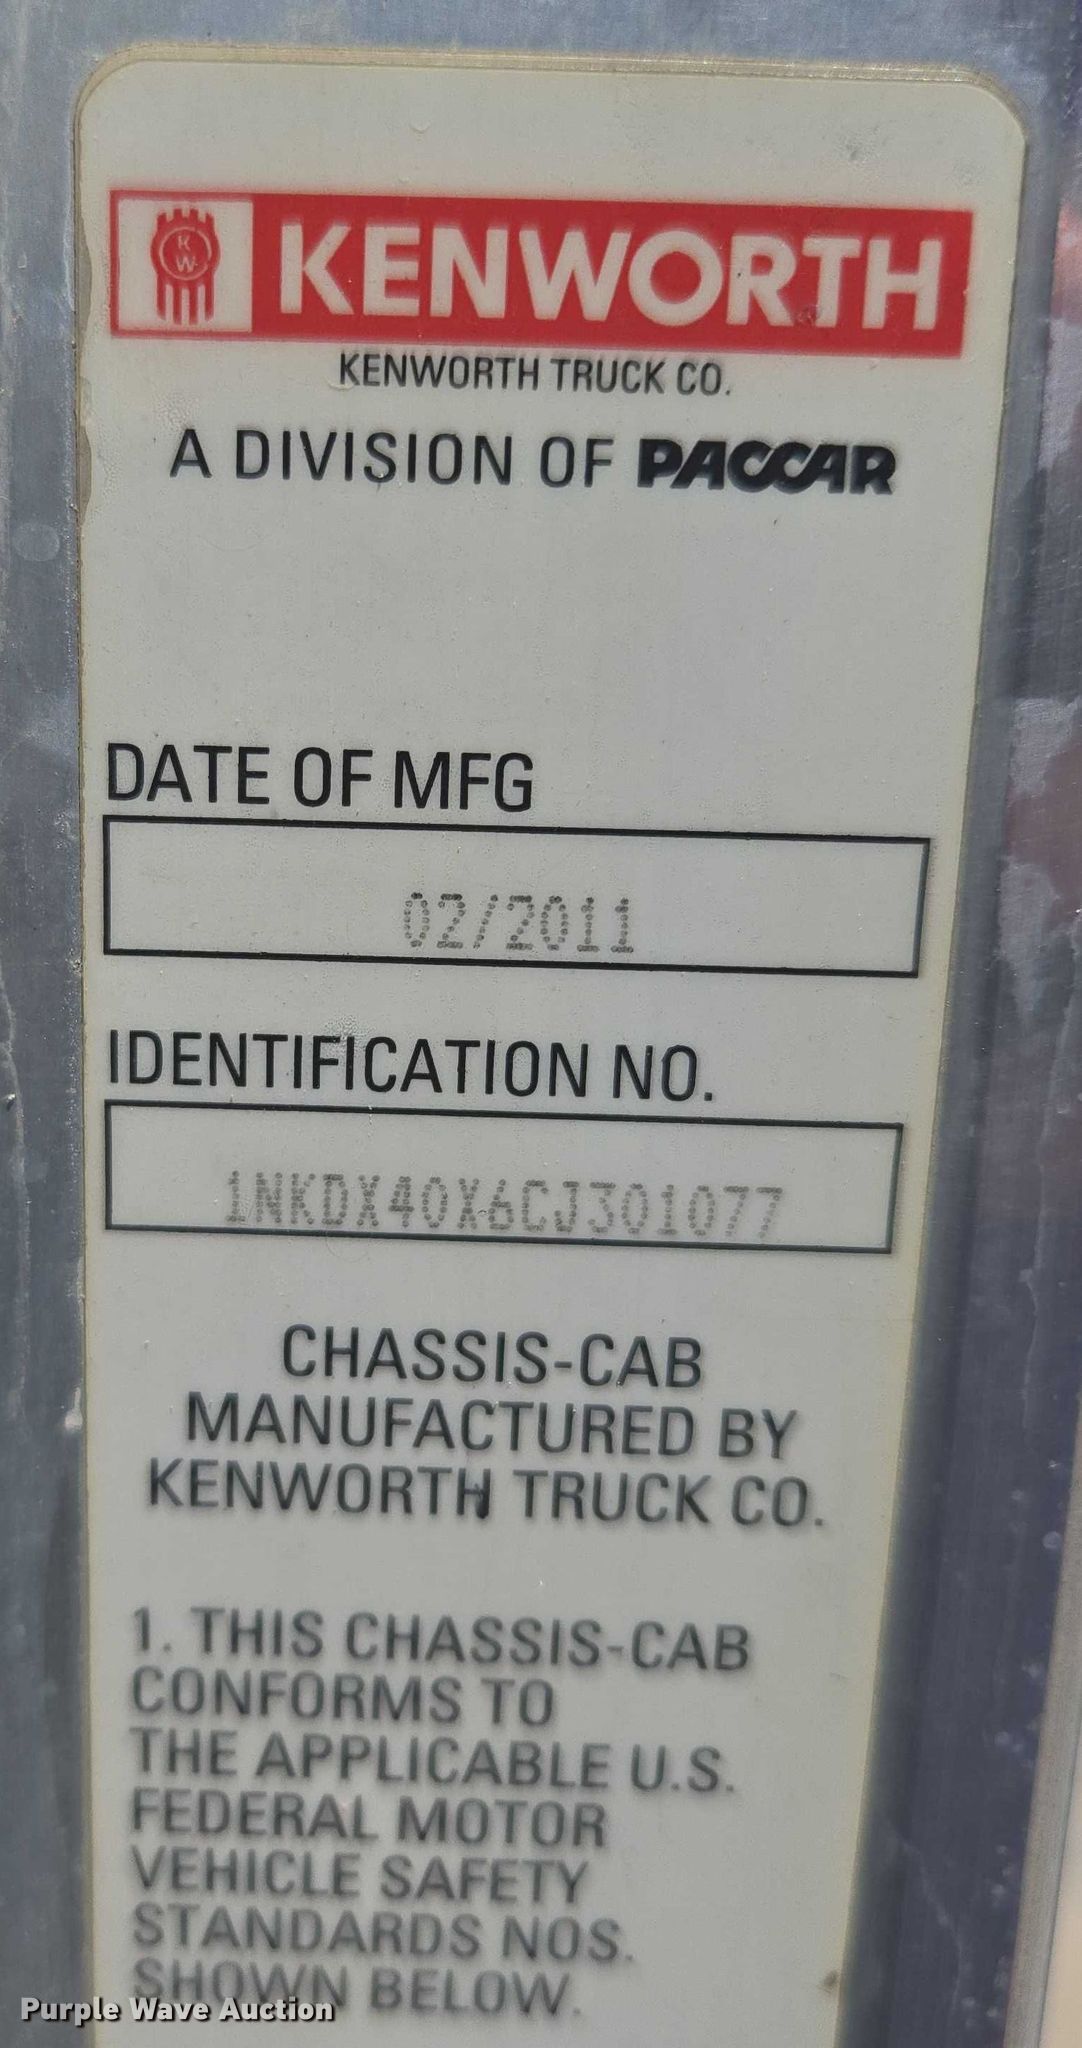 KW
KENWORTH
KENWORTH TRUCK CO.
A DIVISION OF PACCAR
DATE OF MFG
02/2011
IDENTIFICATION NO.
1NKDX40X6CJ301077
CHASSIS-CAB
MANUFACTURED BY
KENWORTH TRUCK CO.
1. THIS CHASSIS-CAB
CONFORMS TO
THE APPLICABLE U.S.
FEDERAL MOTOR
VEHICLE SAFETY
STANDARDS NOS.
SHOWN BELOW.
Purple Wave Auction